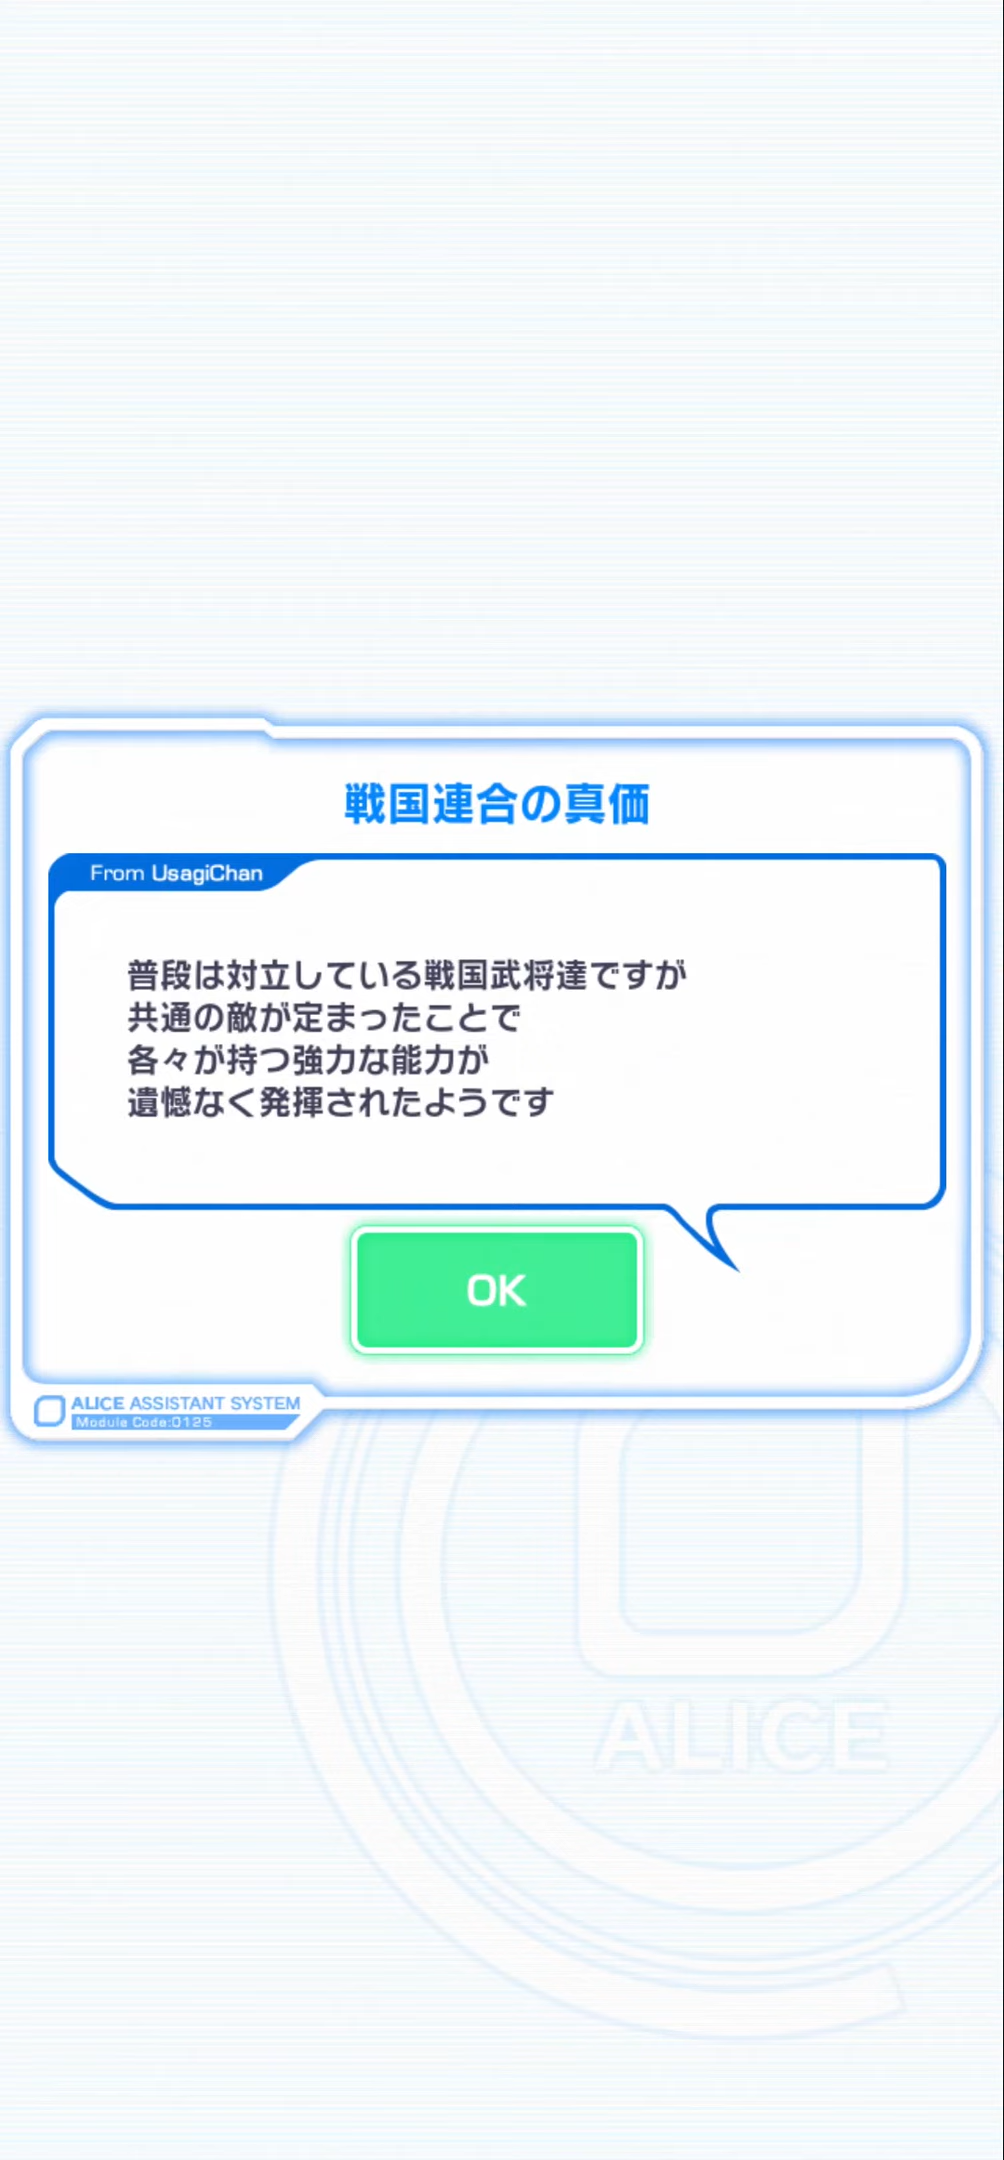 戦国連合の真価
From UsagiChan
普段は対立している戦国武将達ですが
共通の敵が定まったことで
各々が持つ強力な能力が
遺憾なく発揮されたようです
OK
ALICE ASSISTANT SYSTEM
Module Code:0125
ALICE